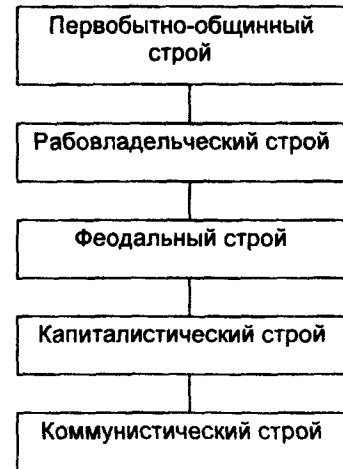 Первобытно-общинный
строй
Рабовладельческий строй
Феодальный строй
Капиталистический строй
Коммунистический строй